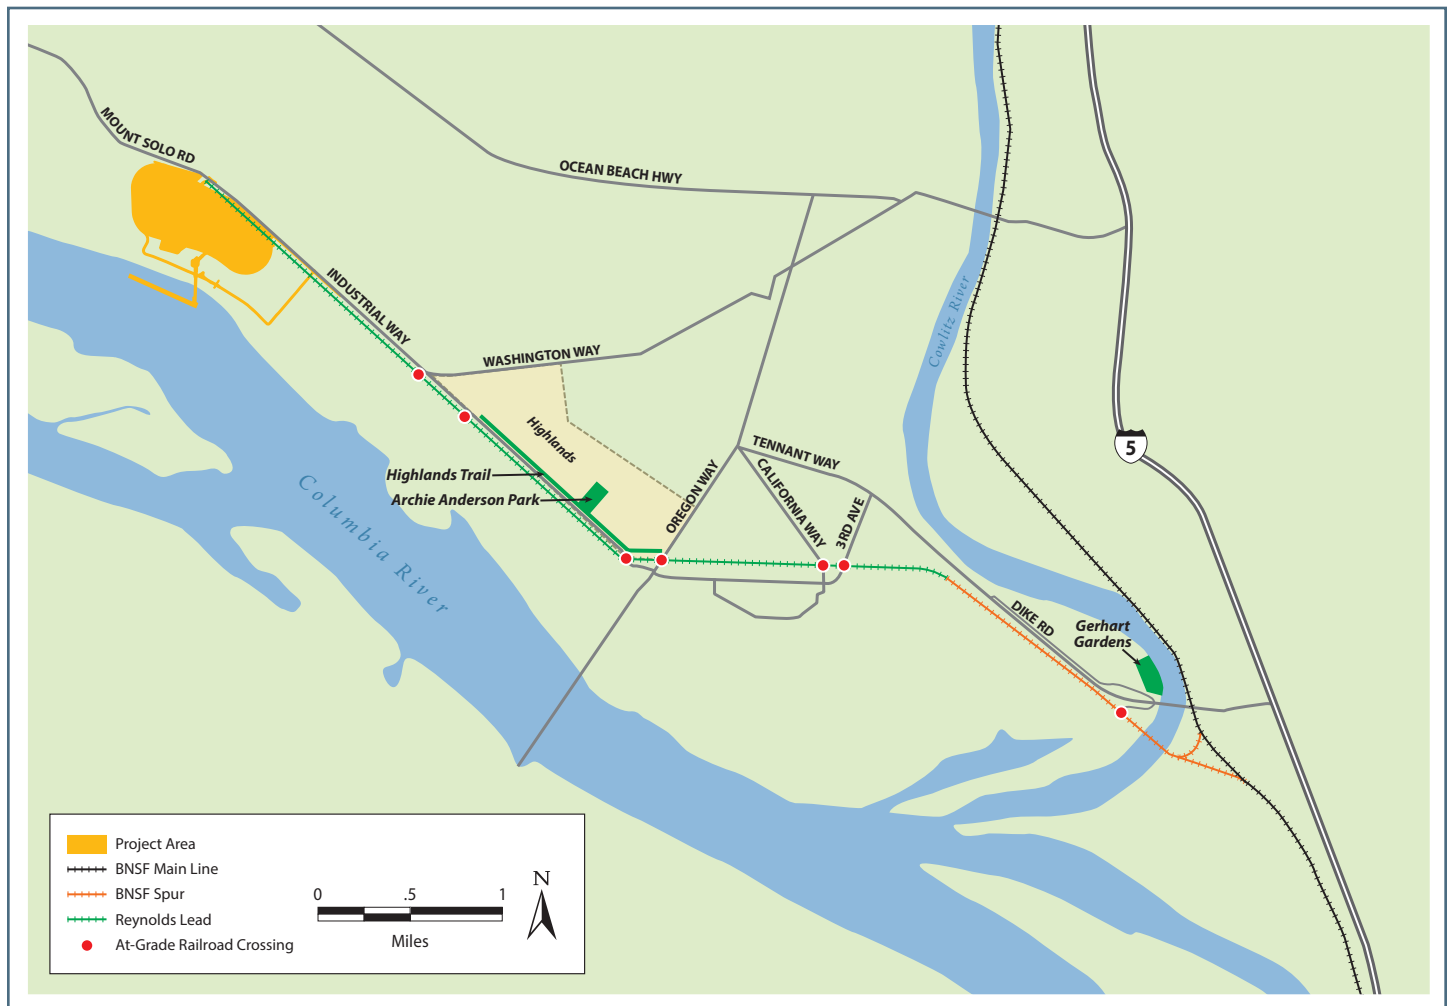 MOUNT SOLO RD
OCEAN BEACH HWY
INDUSTRIAL WAY
WASHINGTON WAY
Cowlitz River
Highlands
Highlands Trail
Archie Anderson Park
OREGON WAY
TENNANT WAY
CALIFORNIA WAY
3RD AVE
5
Columbia River
DIKE RD
Gerhart
Gardens
Project Area
BNSF Main Line
BNSF Spur
Reynolds Lead
At-Grade Railroad Crossing
0 .5 1
Miles
N